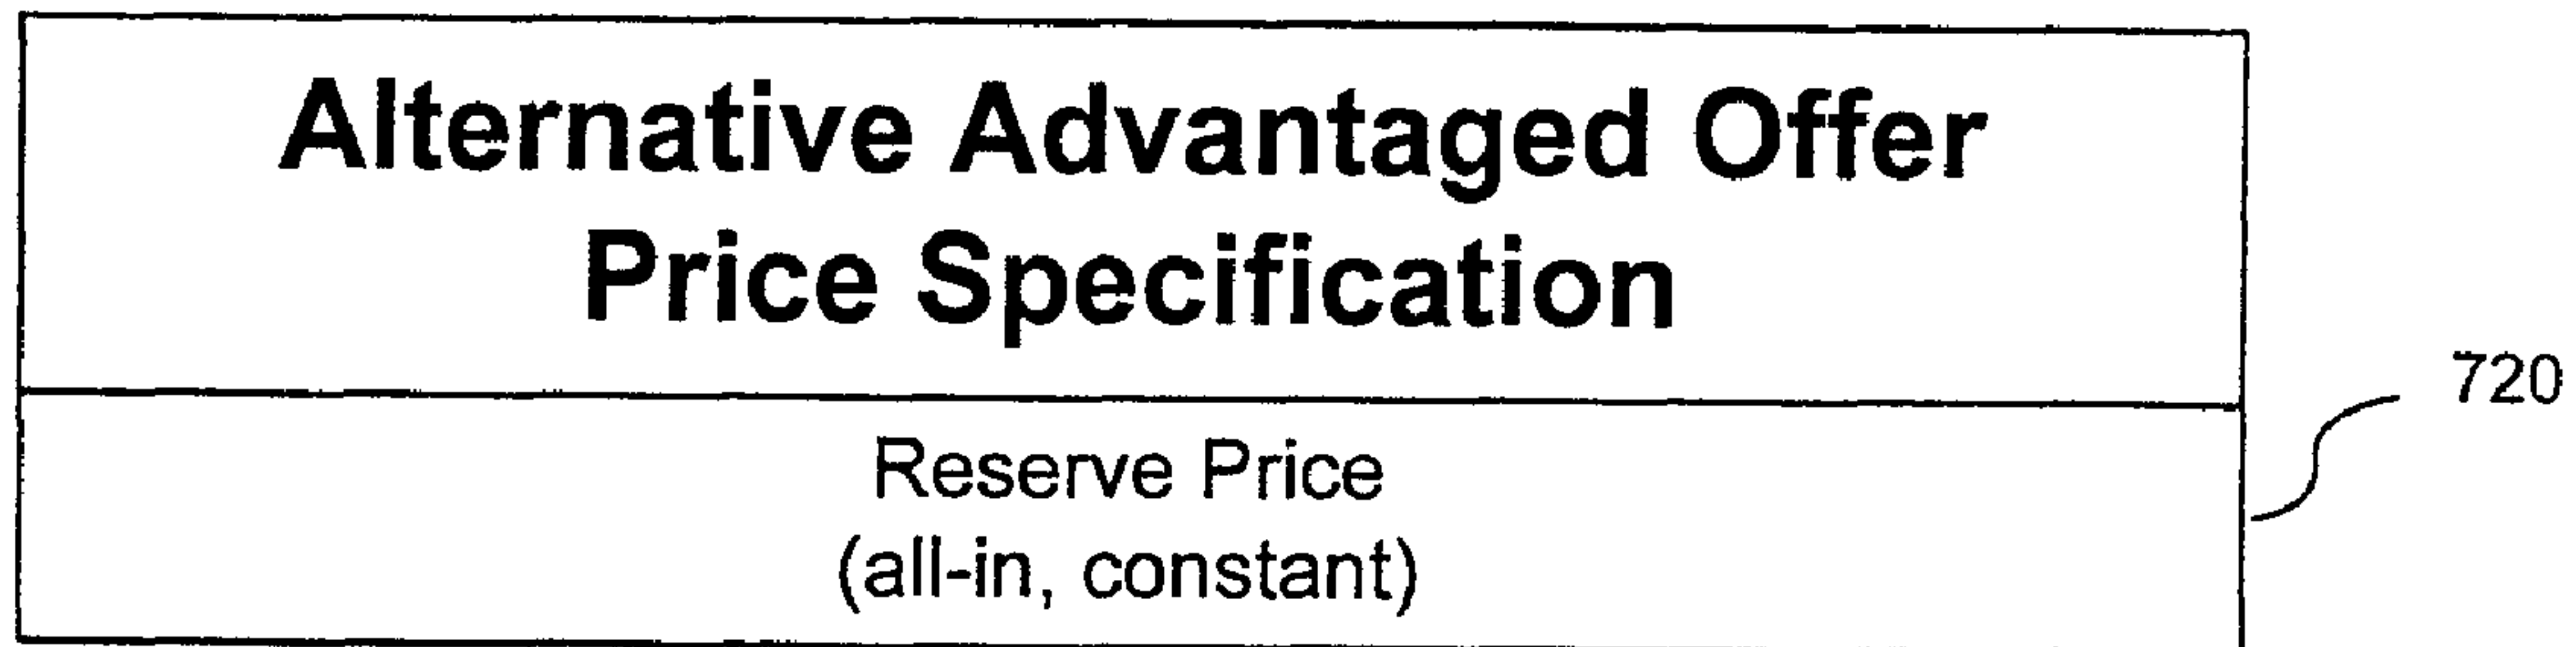 Alternative Advantaged Offer
Price Specification
720
Reserve Price
(all-in, constant)